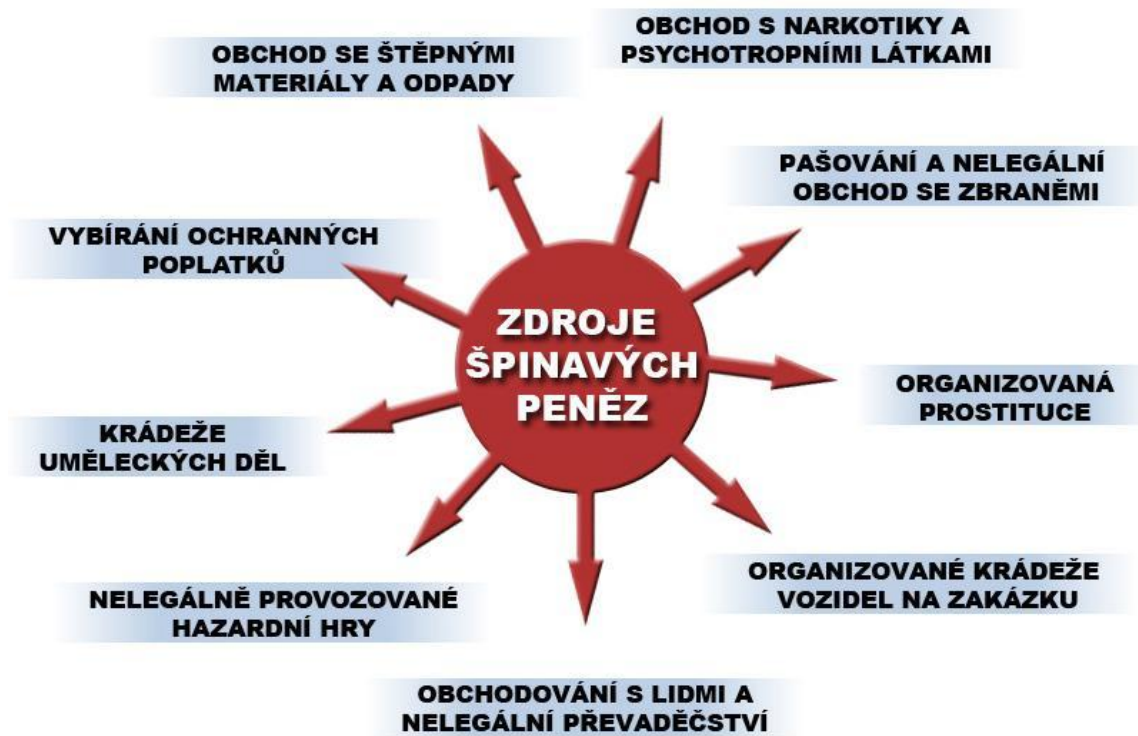 OBCHOD SE ŠTĚPNÝMI
MATERIÁLY A ODPADY
OBCHOD S NARKOTIKY A
PSYCHOTROPNÍMI LÁTKAMI
PAŠOVÁNÍ A NELEGÁLNÍ
OBCHOD SE ZBRANĚMI
VYBÍRÁNÍ OCHRANNÝCH
POPLATKŮ
ZDROJE
ŠPINAVÝCH
PENĚZ
ORGANIZOVANÁ
PROSTITUCE
KRÁDEŽE
UMĚLECKÝCH DĚL
ORGANIZOVANÉ KRÁDEŽE
VOZIDEL NA ZAKÁZKU
NELEGÁLNĚ PROVOZOVANÉ
HAZARDNÍ HRY
OBCHODOVÁNÍ S LIDMI A
NELEGÁLNÍ PŘEVADĚČSTVÍ